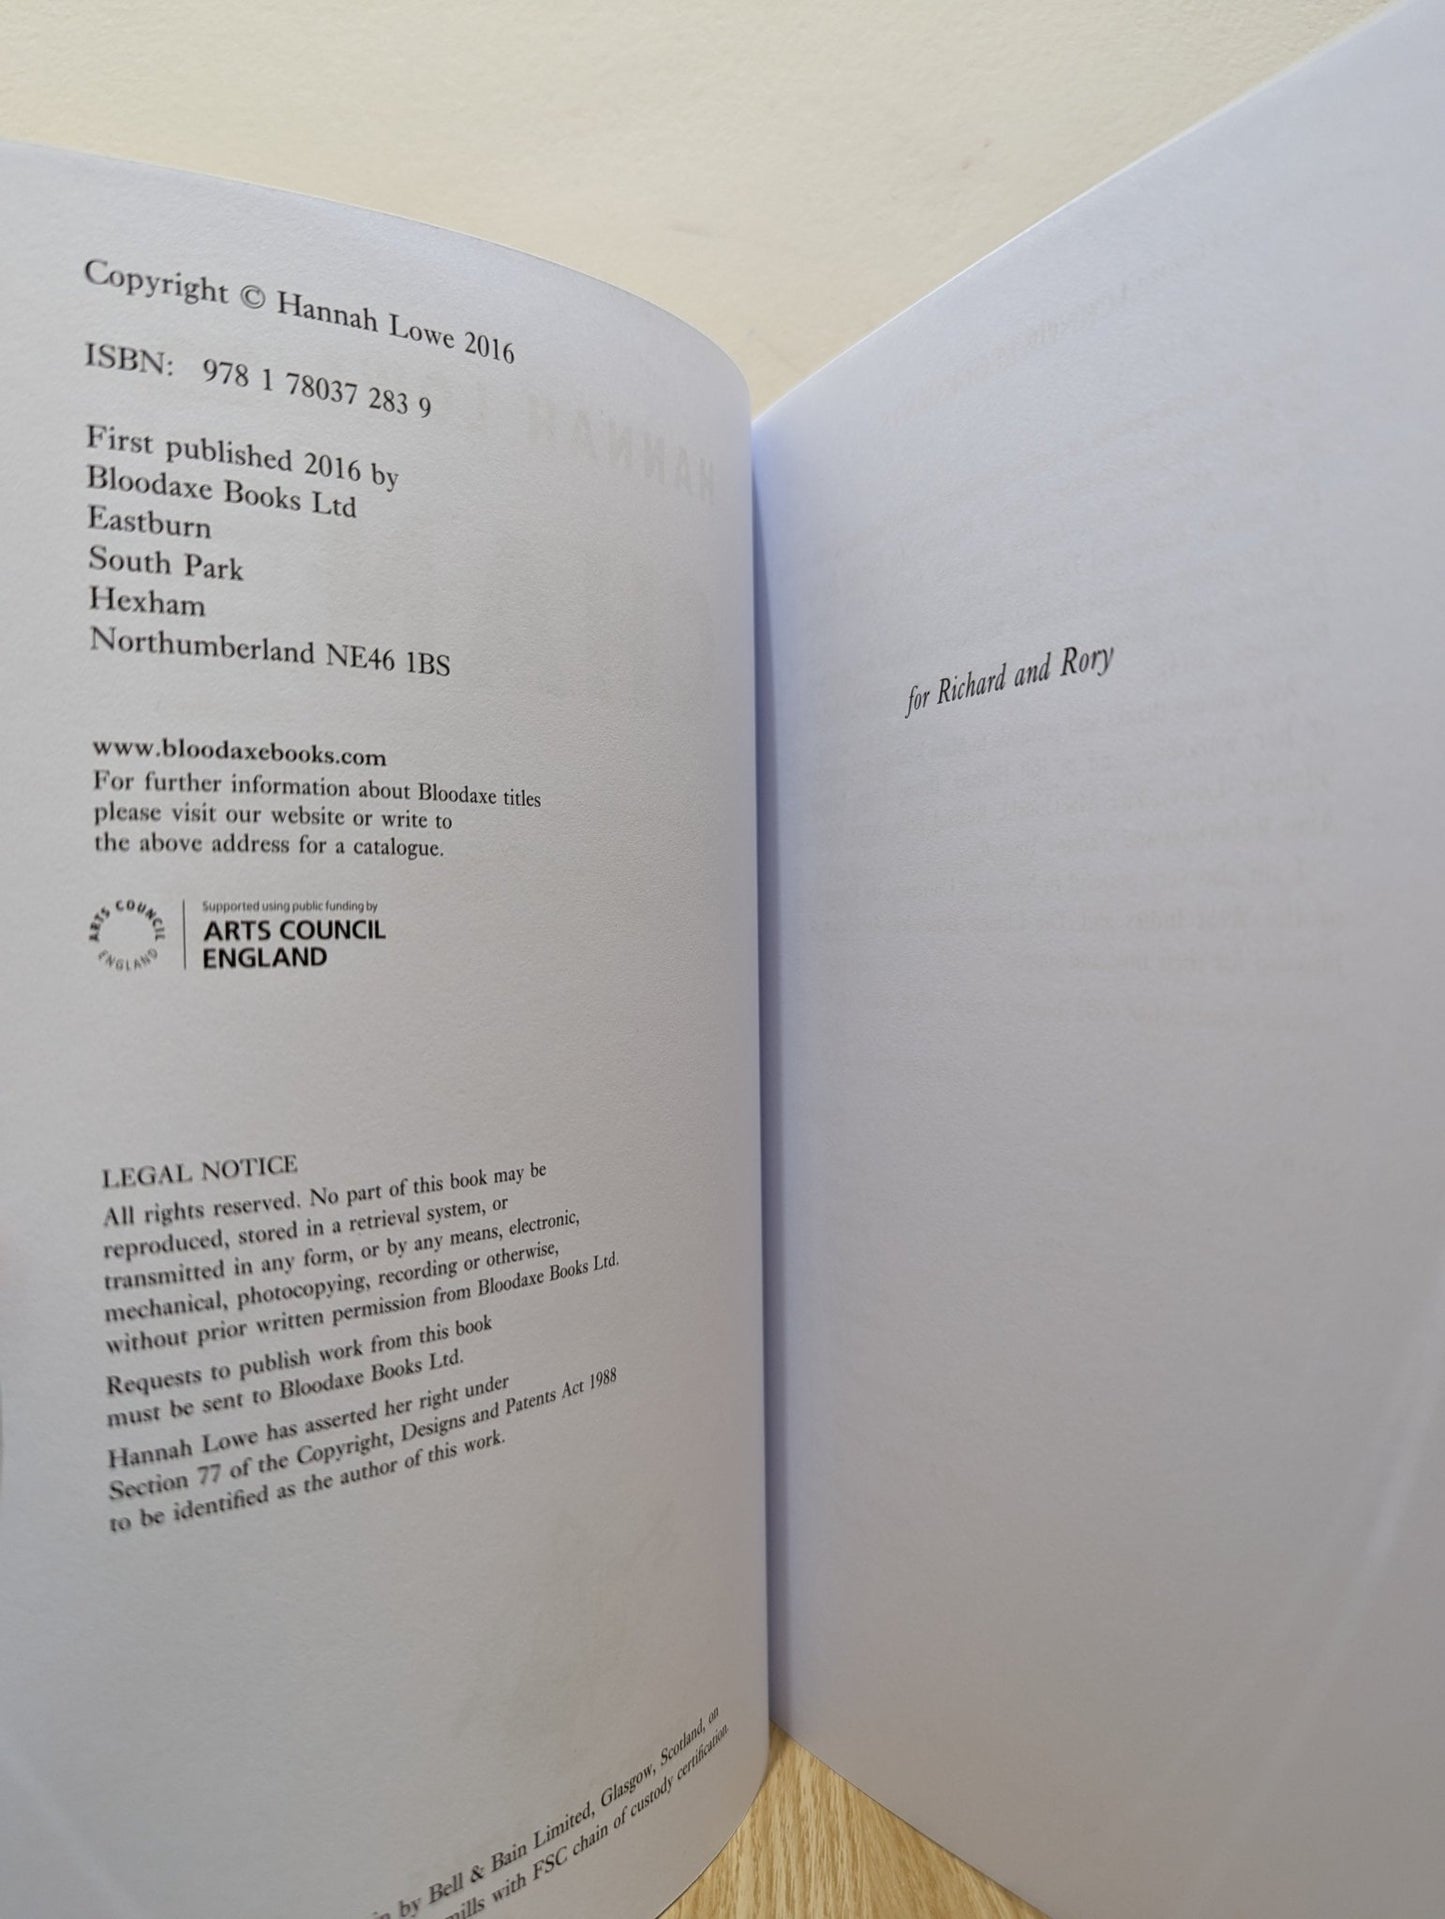 Copyright © Hannah Lowe 2016
ISBN: 978 1 78037 283 9
First published 2016 by
Bloodaxe Books Ltd
Eastburn
South Park
Hexham
Northumberland NE46 1BS
www.bloodaxebooks.com
For further information about Bloodaxe titles
please visit our website or write to
the above address for a catalogue.
ARTS COUNCIL ENGLAND
Supported using public funding by
ARTS COUNCIL
ENGLAND
LEGAL NOTICE
All rights reserved. No part of this book may be
reproduced, stored in a retrieval system, or
transmitted in any form, or by any means, electronic,
mechanical, photocopying, recording or otherwise,
without prior written permission from Bloodaxe Books Ltd.
Requests to publish work from this book
must be sent to Bloodaxe Books Ltd.
Hannah Lowe has asserted her right under
Section 77 of the Copyright, Designs and Patents Act 1988
to be identified as the author of this work.
by Bell & Bain Limited, Glasgow, Scotland, on
mills with FSC chain of custody certification.
for Richard and Rory